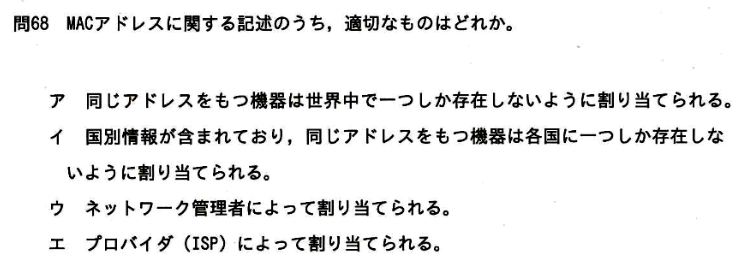 問68 MACアドレスに関する記述のうち，適切なものはどれか。
ア 同じアドレスをもつ機器は世界中で一つしか存在しないように割り当てられる。
イ 国別情報が含まれており，同じアドレスをもつ機器は各国に一つしか存在しな
いように割り当てられる。
ウ ネットワーク管理者によって割り当てられる。
エ プロバイダ（ISP）によって割り当てられる。